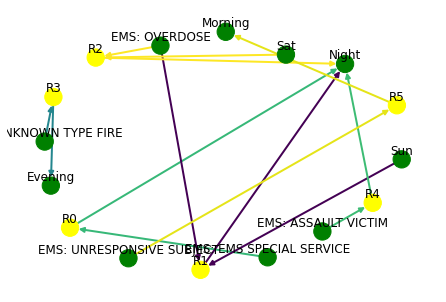 Morning
EMS: OVERDOSE
Sat
R2
Night
R3
R5
NKNOWN TYPE FIRE
Sun
Evening
R4
R0
EMS: ASSAULT VICTIM
EMS: UNRESPONSIVE
EMS: EMS SPECIAL SERVICE
R1